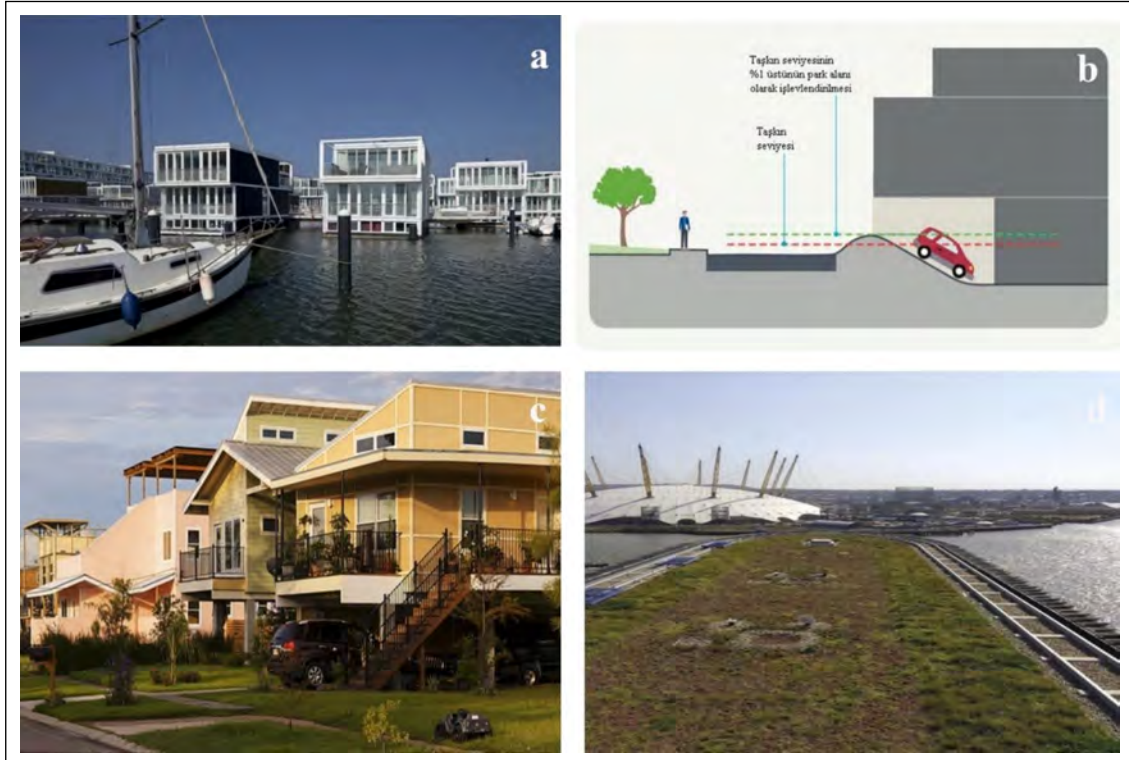 a
b
Taşkın seviyesinin
%1 üstünün park alanı
olarak işlevlendirilmesi
Taşkın
seviyesi
c
d